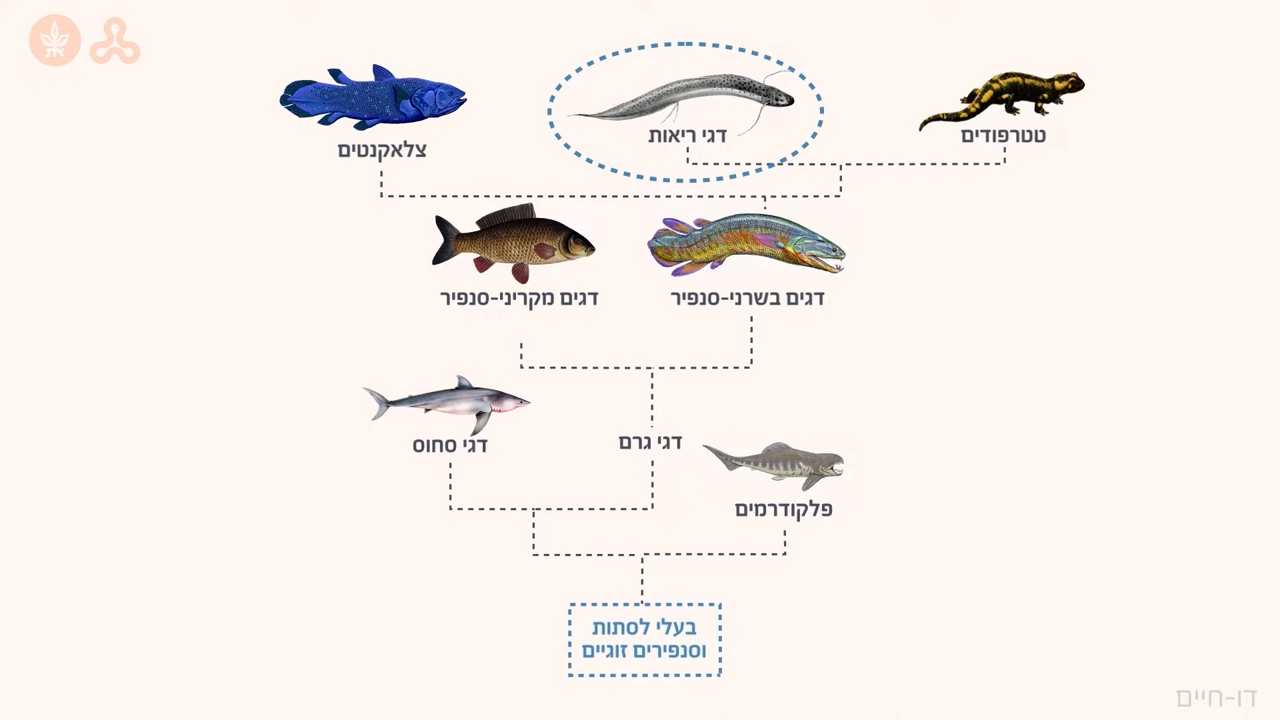 דגי ריאות
טטרפודים
צלאקנטים
דגים מקריני-סנפיר
דגים בשרני-סנפיר
דגי סחוס
דגי גרם
פלקודרמים
בעלי לסתות
וסנפירים זוגיים
דו-חיים